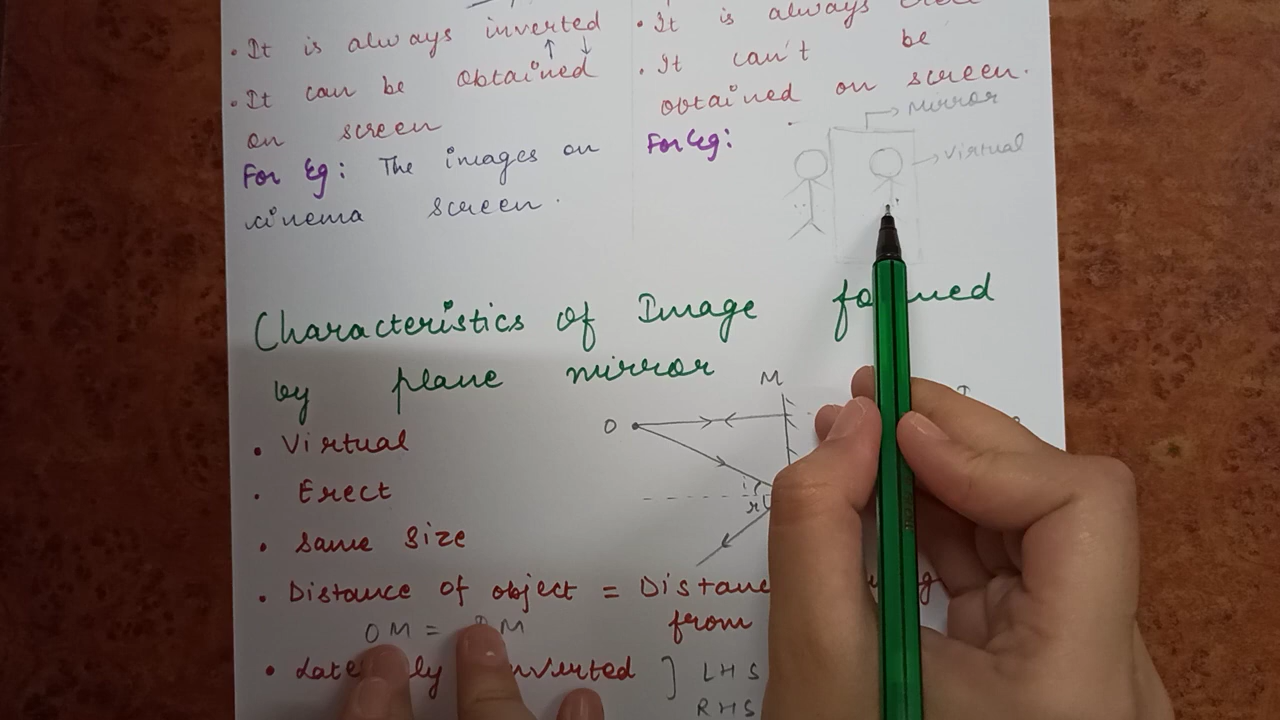 • It is always inverted
• It can be obtained
on screen
For Eg: The images on
cinema screen.
• It is always
• It can't be
obtained on screen.
For Eg:
Mirror
Virtual
Characteristics of Image formed
by plane mirror
• Virtual
• Erect
• Same Size
• Distance of object = Distance
from
OM = M
• Laterally inverted ] LHS
RHS
M
O
i
r